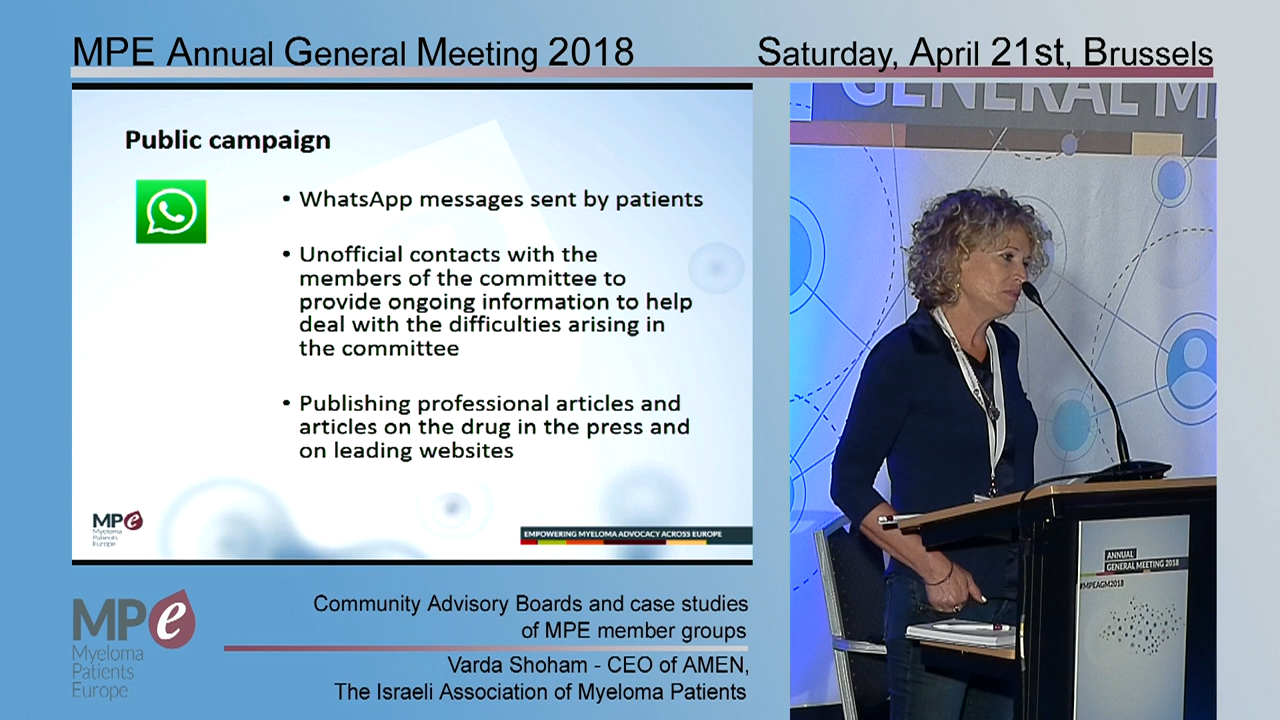 MPE Annual General Meeting 2018
Saturday, April 21st, Brussels
Public campaign
• WhatsApp messages sent by patients
• Unofficial contacts with the
members of the committee to
provide ongoing information to help
deal with the difficulties arising in
the committee
• Publishing professional articles and
articles on the drug in the press and
on leading websites
MPe
Myeloma
Patients
Europe
EMPOWERING MYELOMA ADVOCACY ACROSS EUROPE
GENERAL M
ANNUAL
GENERAL MEETING 2018
#MPEAGM2018
MPe
Myeloma
Patients
Europe
Community Advisory Boards and case studies
of MPE member groups
Varda Shoham - CEO of AMEN,
The Israeli Association of Myeloma Patients